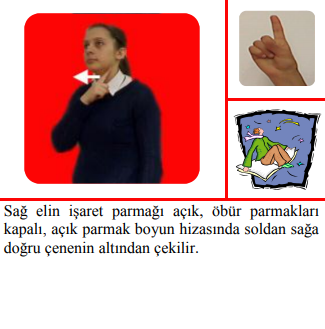 Sağ elin işaret parmağı açık, öbür parmakları
kapalı, açık parmak boyun hizasında soldan sağa
doğru çenenin altından çekilir.